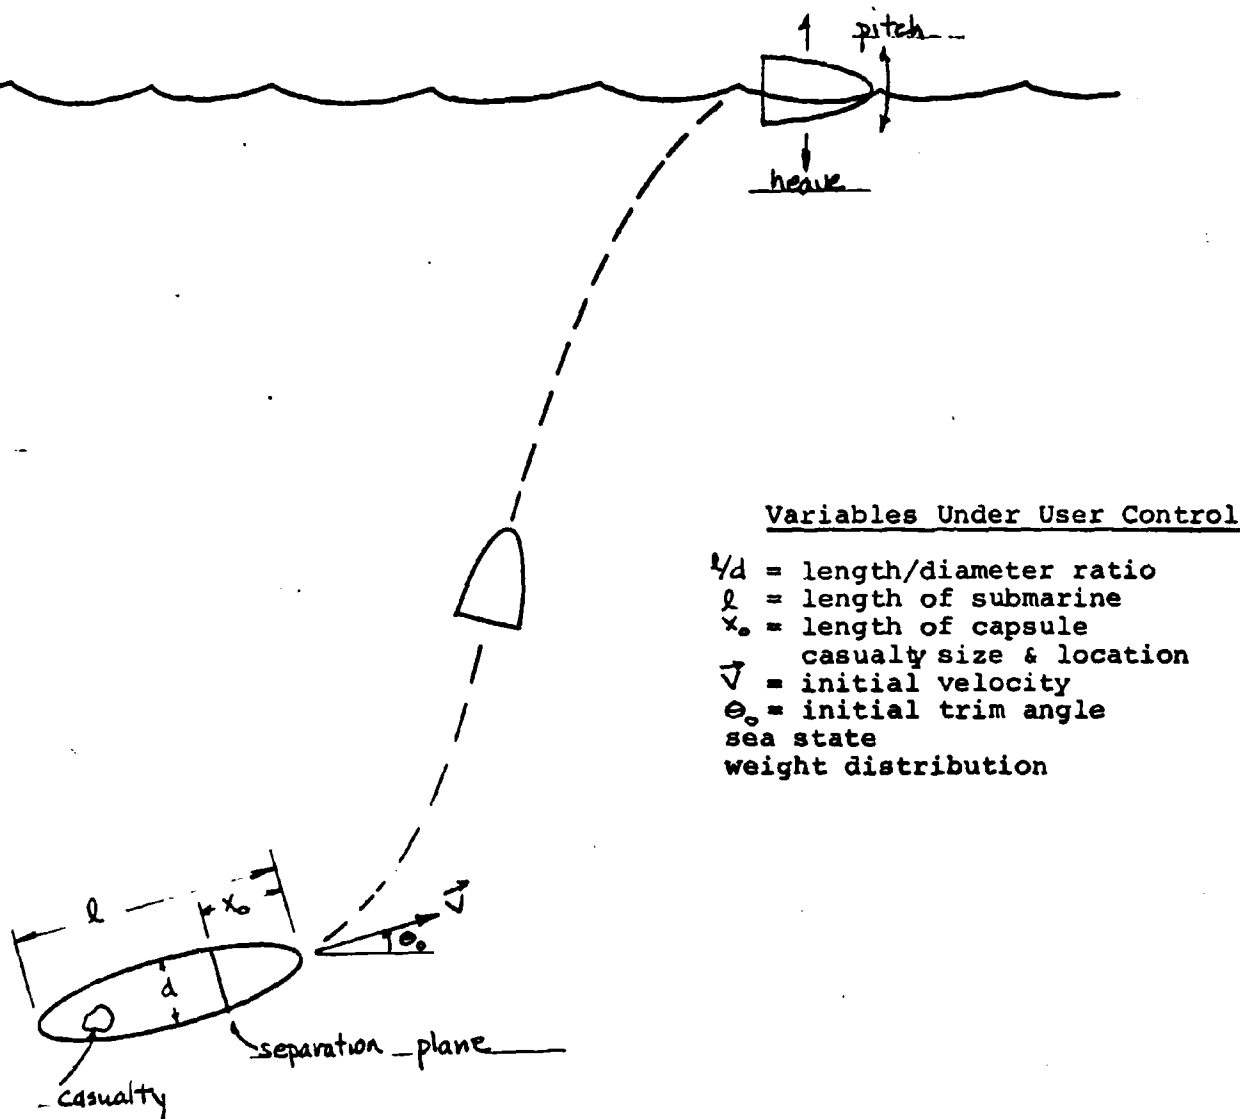 pitch
heave
Variables Under User Control
l/d = length/diameter ratio
l = length of submarine
x₀ = length of capsule
casualty size & location
V⃗ = initial velocity
θ₀ = initial trim angle
sea state
weight distribution
l
x₀
V⃗
θ₀
d
separation plane
casualty